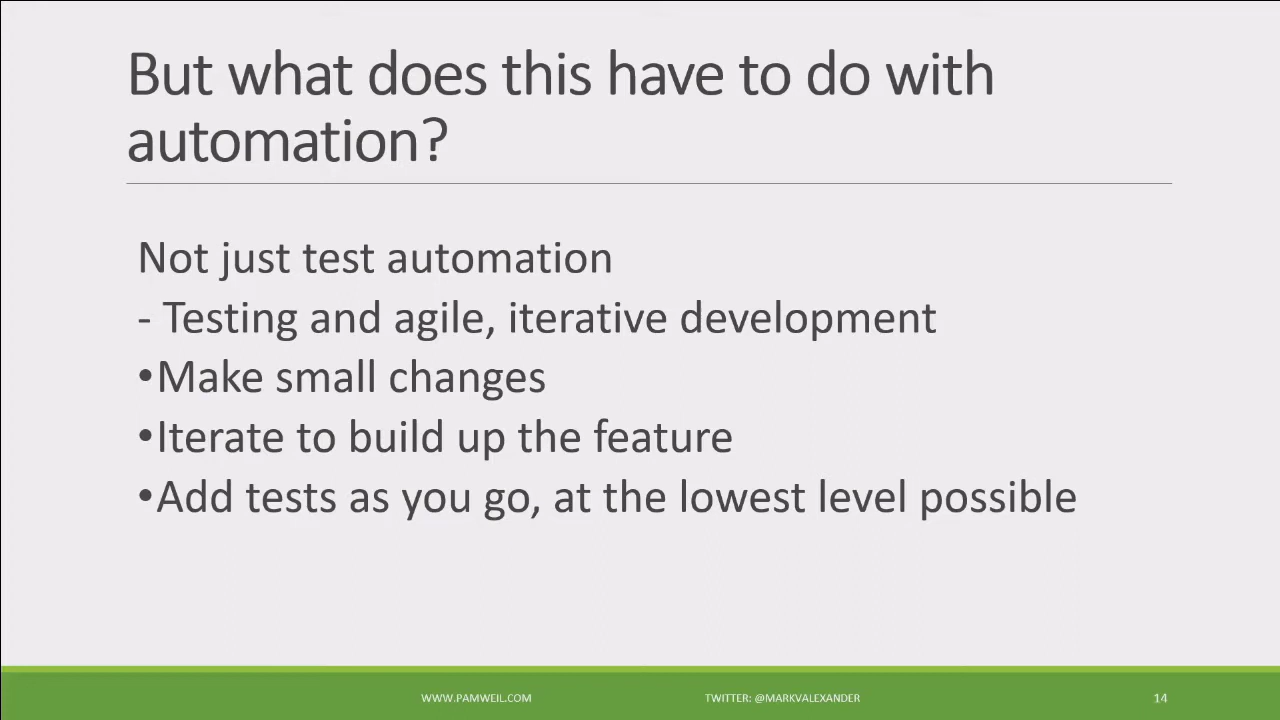 But what does this have to do with
automation?
Not just test automation
- Testing and agile, iterative development
•Make small changes
•Iterate to build up the feature
•Add tests as you go, at the lowest level possible
WWW.PAMWEIL.COM
TWITTER: @MARKVALEXANDER
14